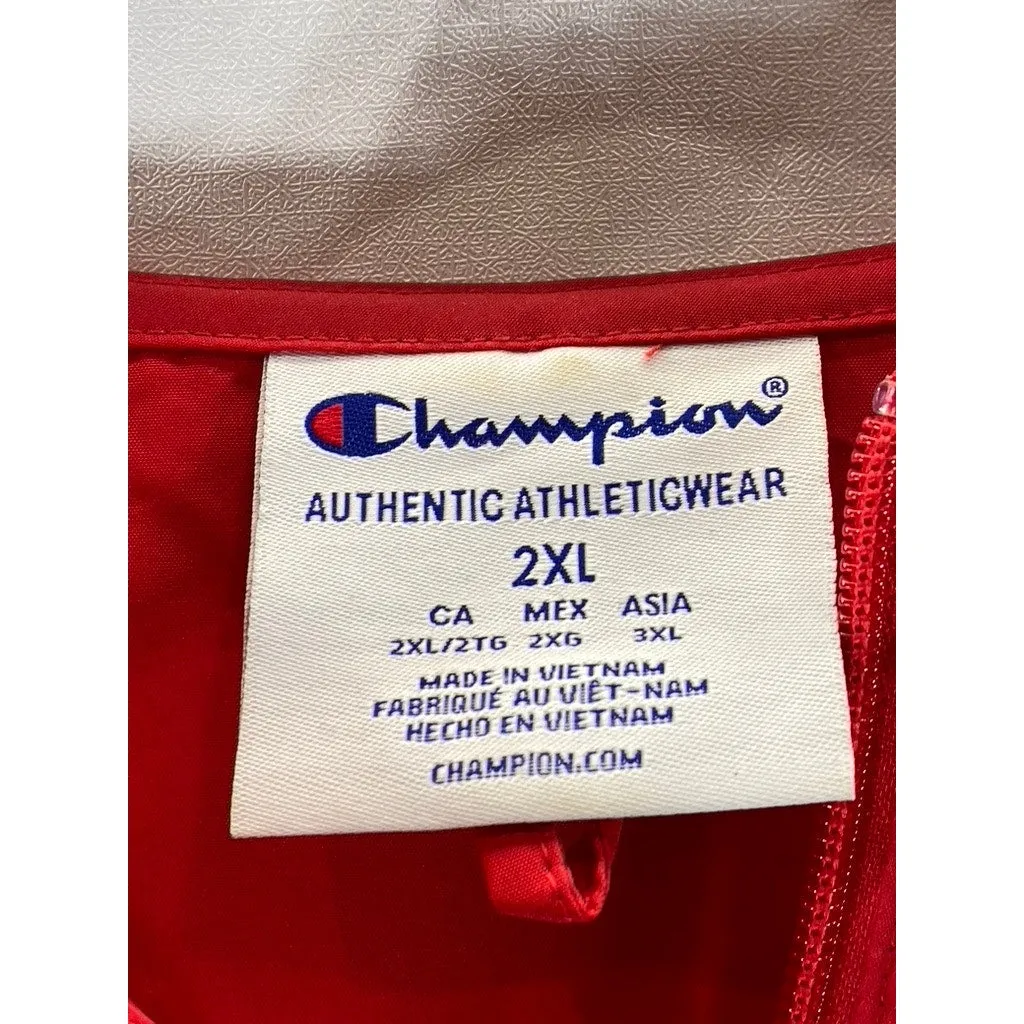 Champion®
AUTHENTIC ATHLETICWEAR
2XL
CA MEX ASIA
2XL/2TG 2XG 3XL
MADE IN VIETNAM
FABRIQUÉ AU VIÊT-NAM
HECHO EN VIETNAM
CHAMPION.COM